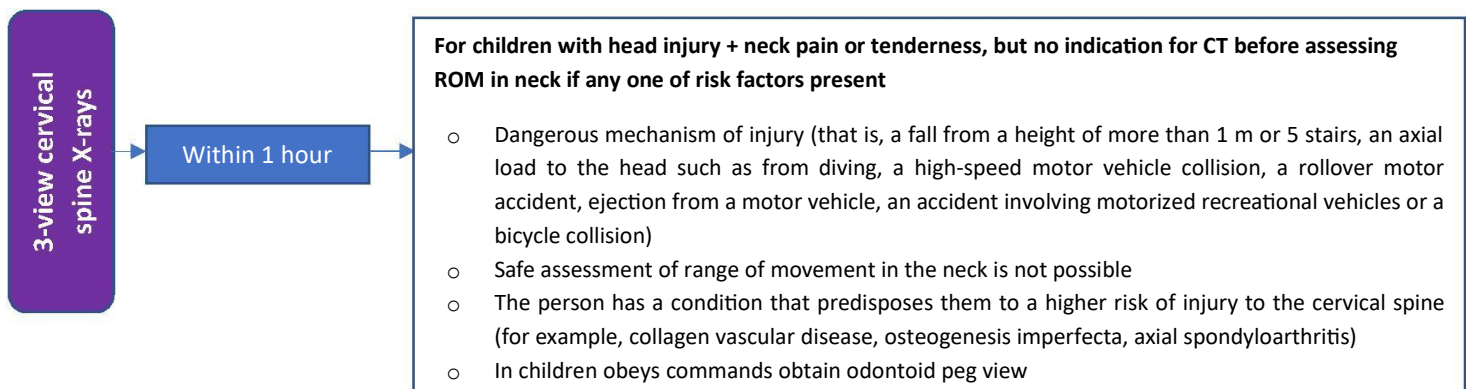 3-view cervical
spine X-rays
Within 1 hour
For children with head injury + neck pain or tenderness, but no indication for CT before assessing
ROM in neck if any one of risk factors present
o Dangerous mechanism of injury (that is, a fall from a height of more than 1 m or 5 stairs, an axial
load to the head such as from diving, a high-speed motor vehicle collision, a rollover motor
accident, ejection from a motor vehicle, an accident involving motorized recreational vehicles or a
bicycle collision)
o Safe assessment of range of movement in the neck is not possible
o The person has a condition that predisposes them to a higher risk of injury to the cervical spine
(for example, collagen vascular disease, osteogenesis imperfecta, axial spondyloarthritis)
o In children obeys commands obtain odontoid peg view